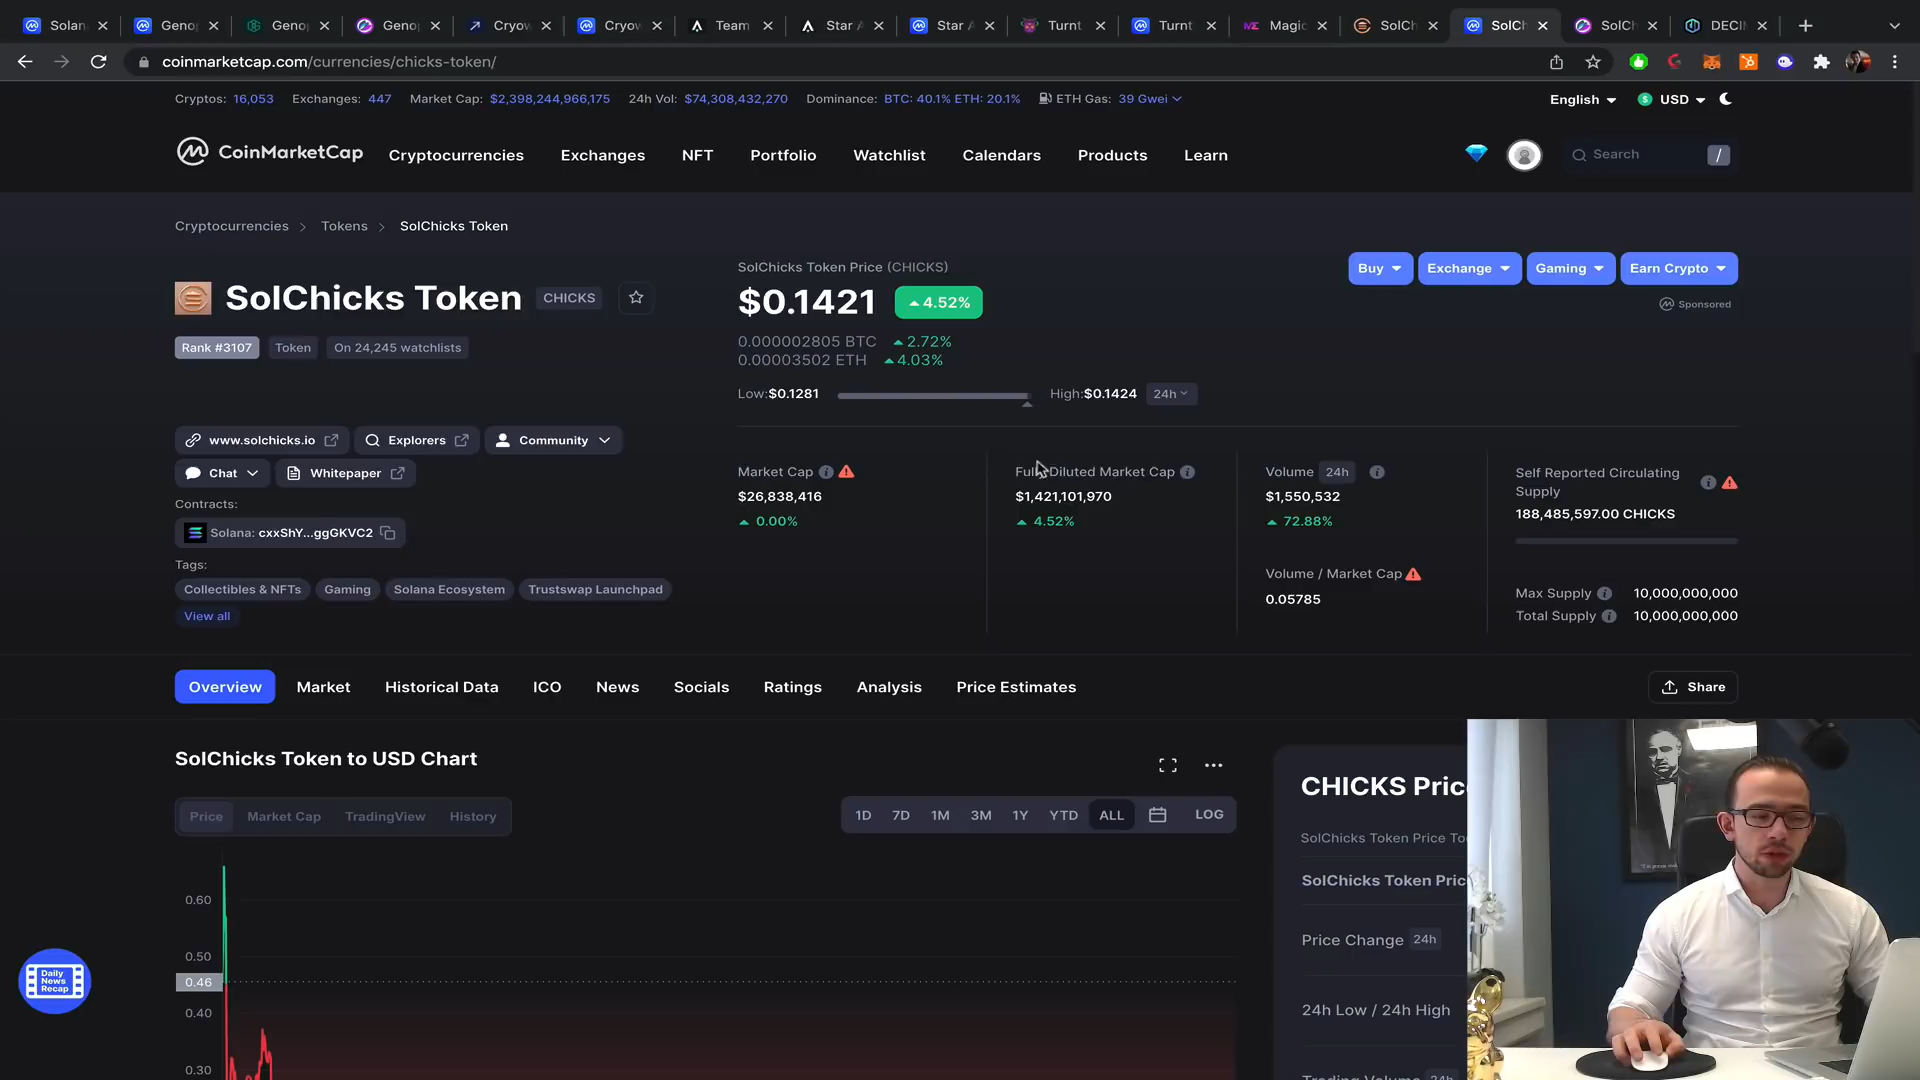 Solan
Genop
Genop
Genop
Cryow
Cryow
Team
Star A
Star A
Turnt
Turnt
Magic
SolCh
SolCh
SolCh
DECIM
coinmarketcap.com/currencies/chicks-token/
Cryptos: 16,053 Exchanges: 447 Market Cap: $2,398,244,966,175 24h Vol: $74,308,432,270 Dominance: BTC: 40.1% ETH: 20.1% ETH Gas: 39 Gwei
English USD
CoinMarketCap Cryptocurrencies Exchanges NFT Portfolio Watchlist Calendars Products Learn Search /
Cryptocurrencies > Tokens > SolChicks Token
SolChicks Token CHICKS
Rank #3107 Token On 24,245 watchlists
SolChicks Token Price (CHICKS)
$0.1421 4.52%
0.000002805 BTC 2.72%
0.00003502 ETH 4.03%
Low:$0.1281 High:$0.1424 24h
Buy Exchange Gaming Earn Crypto
Sponsored
www.solchicks.io Explorers Community
Chat Whitepaper
Contracts:
Solana: cxxShY...ggGKVC2
Tags:
Collectibles & NFTs Gaming Solana Ecosystem Trustswap Launchpad
View all
Market Cap
$26,838,416
0.00%
Fully Diluted Market Cap
$1,421,101,970
4.52%
Volume 24h
$1,550,532
72.88%
Volume / Market Cap
0.05785
Self Reported Circulating
Supply
188,485,597.00 CHICKS
Max Supply 10,000,000,000
Total Supply 10,000,000,000
Overview Market Historical Data ICO News Socials Ratings Analysis Price Estimates Share
SolChicks Token to USD Chart
Price Market Cap TradingView History
1D 7D 1M 3M 1Y YTD ALL LOG
0.60
0.50
0.46
0.40
0.30
CHICKS Pric
SolChicks Token Price To
SolChicks Token Pric
Price Change 24h
24h Low / 24h High
Trading Volume 24h
Daily
News
Recap